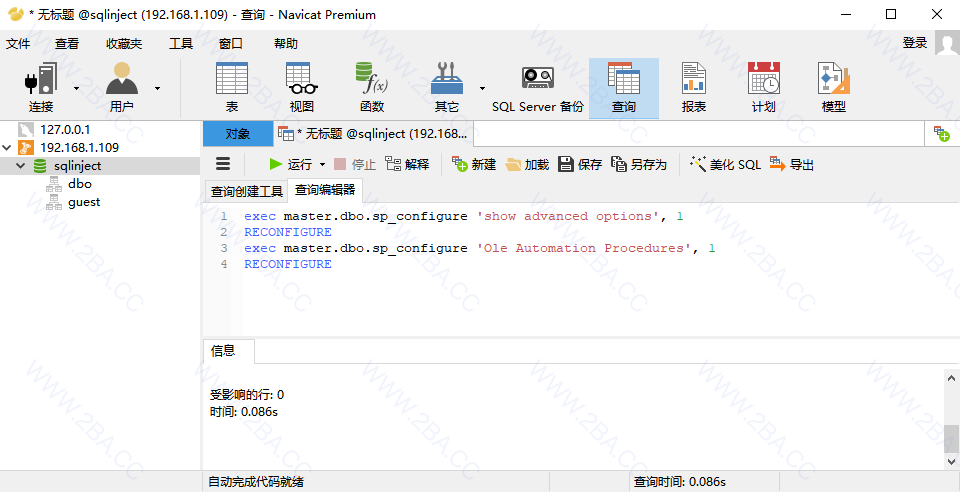 * 无标题 @sqlinject (192.168.1.109) - 查询 - Navicat Premium
文件 查看 收藏夹 工具 窗口 帮助 登录
连接 用户 表 视图 函数 其它 SQL Server 备份 查询 报表 计划 模型
f(x)
127.0.0.1
192.168.1.109
sqlinject
dbo
guest
对象 * 无标题 @sqlinject (192.168...
运行 停止 解释 新建 加载 保存 另存为 美化 SQL 导出
查询创建工具 查询编辑器
1 exec master.dbo.sp_configure 'show advanced options', 1
2 RECONFIGURE
3 exec master.dbo.sp_configure 'Ole Automation Procedures', 1
4 RECONFIGURE
信息
受影响的行: 0
时间: 0.086s
自动完成代码就绪 查询时间: 0.086s
WWW.2BA.CC